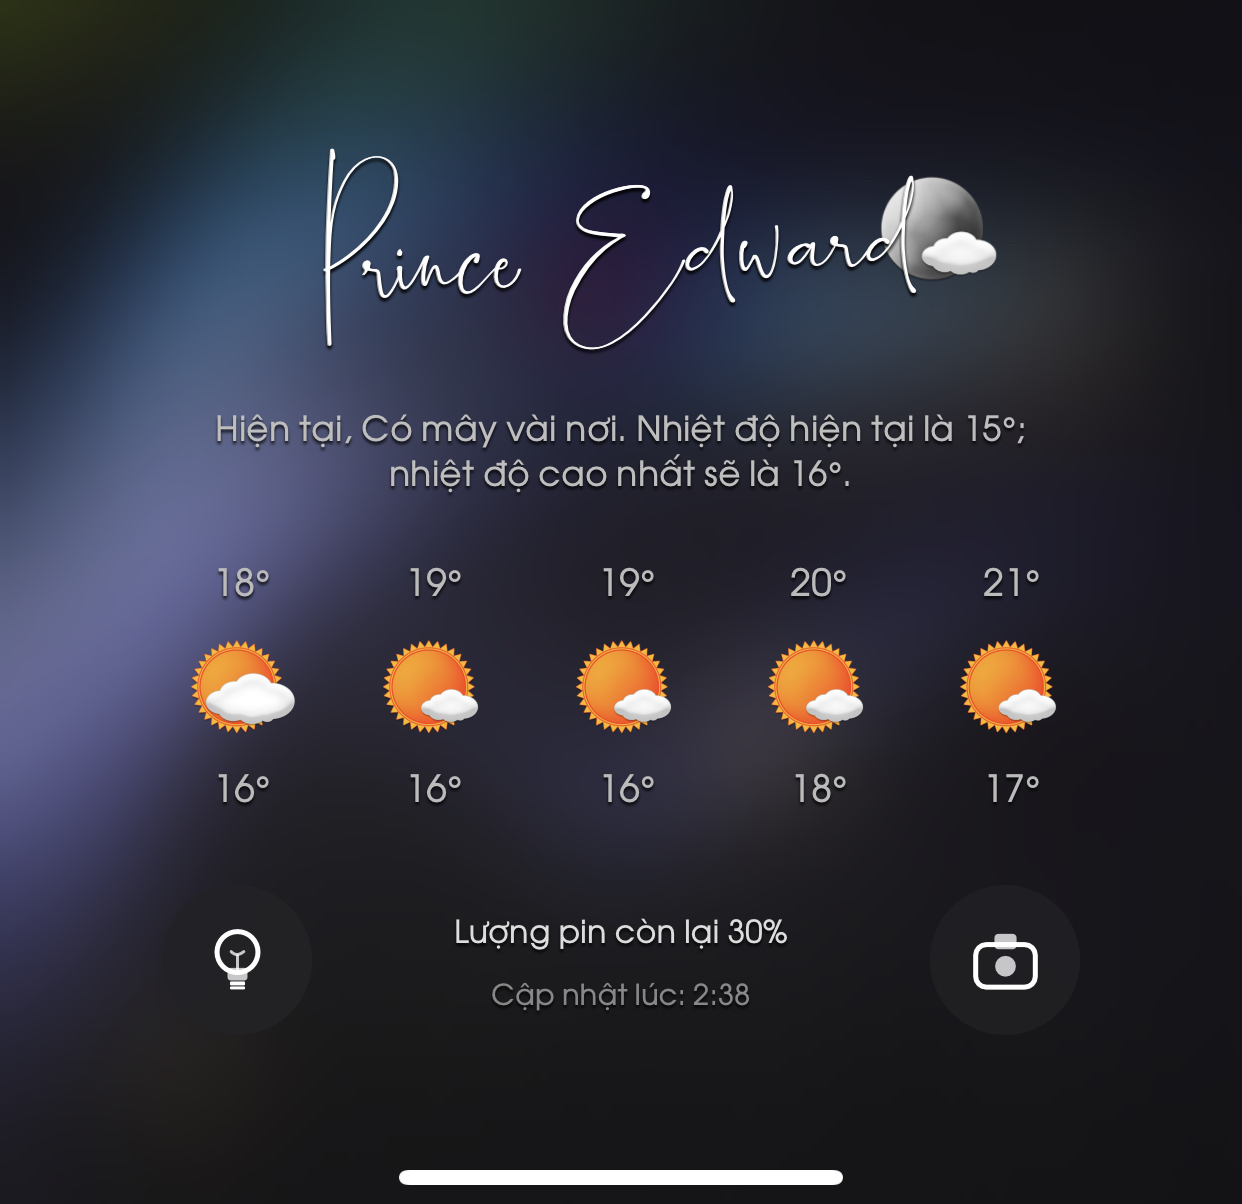 Prince Edward
Hiện tại, Có mây vài nơi. Nhiệt độ hiện tại là 15°;
nhiệt độ cao nhất sẽ là 16°.
18° 19° 19° 20° 21°
16° 16° 16° 18° 17°
Lượng pin còn lại 30%
Cập nhật lúc: 2:38